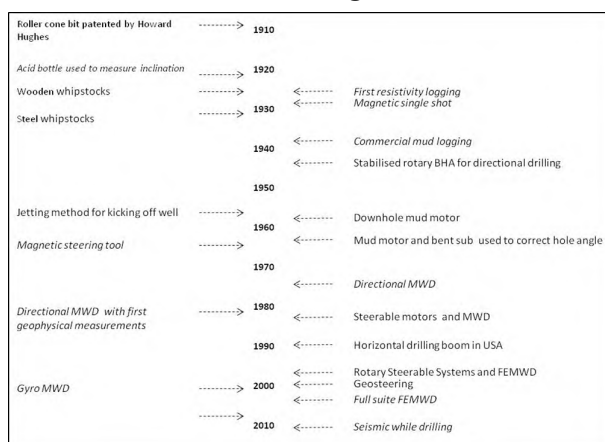 Roller cone bit patented by Howard
Hughes
1910
Acid bottle used to measure inclination
1920
Wooden whipstocks
First resistivity logging
Magnetic single shot
1930
Steel whipstocks
Commercial mud logging
1940
Stabilised rotary BHA for directional drilling
1950
Jetting method for kicking off well
Downhole mud motor
1960
Mud motor and bent sub used to correct hole angle
Magnetic steering tool
1970
Directional MWD
1980
Directional MWD with first
geophysical measurements
Steerable motors and MWD
1990
Horizontal drilling boom in USA
Rotary Steerable Systems and FEMWD
Gyro MWD
2000
Geosteering
Full suite FEMWD
2010
Seismic while drilling